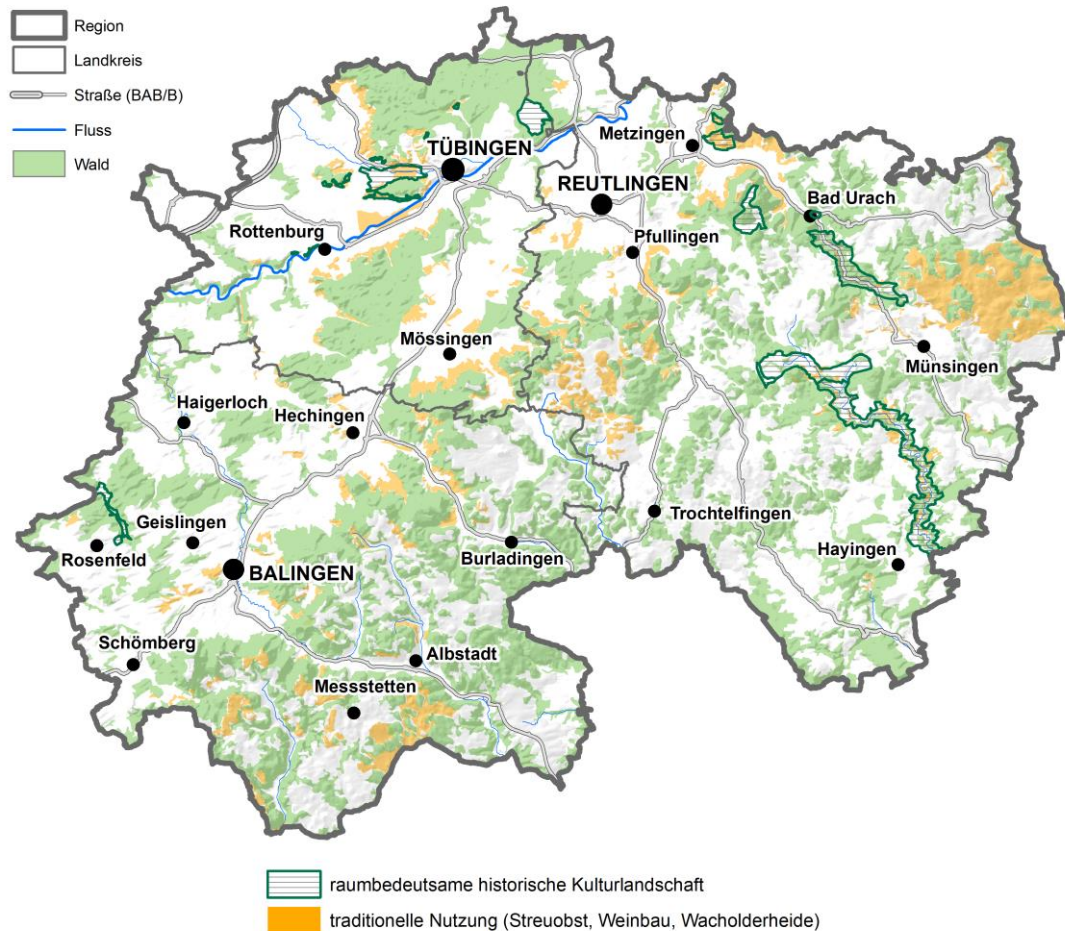 Region
Landkreis
Straße (BAB/B)
Fluss
Wald
Metzingen
TÜBINGEN
REUTLINGEN
Bad Urach
Rottenburg
Pfullingen
Mössingen
Münsingen
Haigerloch
Hechingen
Trochtelfingen
Geislingen
Rosenfeld
Burladingen
Hayingen
BALINGEN
Schömberg
Albstadt
Messstetten
raumbedeutsame historische Kulturlandschaft
traditionelle Nutzung (Streuobst, Weinbau, Wacholderheide)